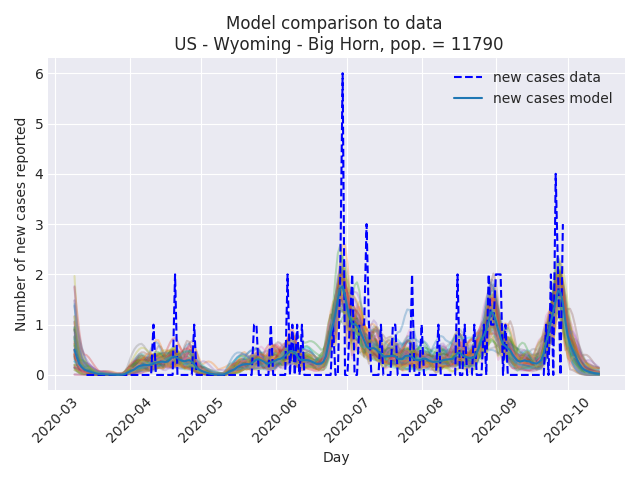 Model comparison to data
US - Wyoming - Big Horn, pop. = 11790
new cases data
new cases model
Number of new cases reported
6
5
4
3
2
1
0
2020-03
2020-04
2020-05
2020-06
2020-07
2020-08
2020-09
2020-10
Day